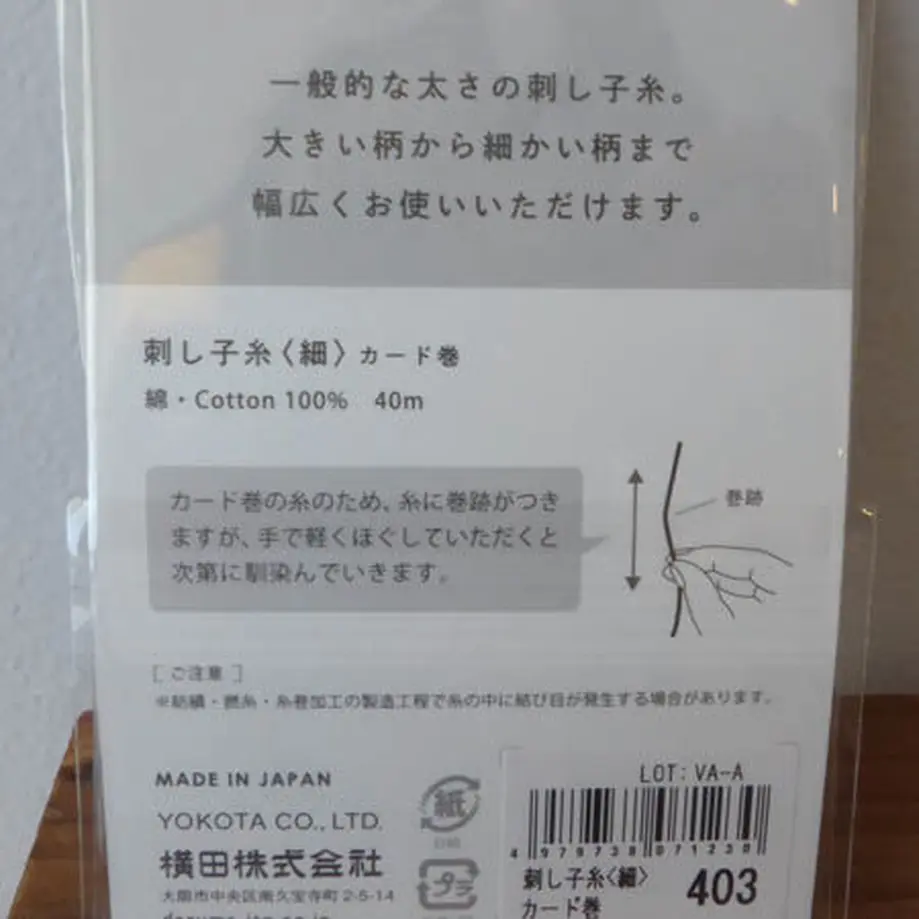 一般的な太さの刺し子糸。
大きい柄から細かい柄まで
幅広くお使いいただけます。
刺し子糸〈細〉カード巻
綿・Cotton 100% 40m
カード巻の糸のため、糸に巻跡がつき
ますが、手で軽くほぐしていただくと
次第に馴染んでいきます。
巻跡
[ ご注意 ]
※紡績・撚糸・糸巻加工の製造工程で糸の中に結び目が発生する場合があります。
MADE IN JAPAN
YOKOTA CO., LTD.
横田株式会社
大阪市中央区南久宝寺町 2-5-14
紙
プラ
LOT: VA-A
4 979738 071230
刺し子糸〈細〉
カード巻
403